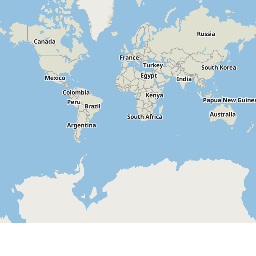 Russia
Canada
France
Turkey
South Korea
Mexico
Egypt
India
Colombia
Kenya
Peru
Brazil
Papua New Guinea
Australia
South Africa
Argentina